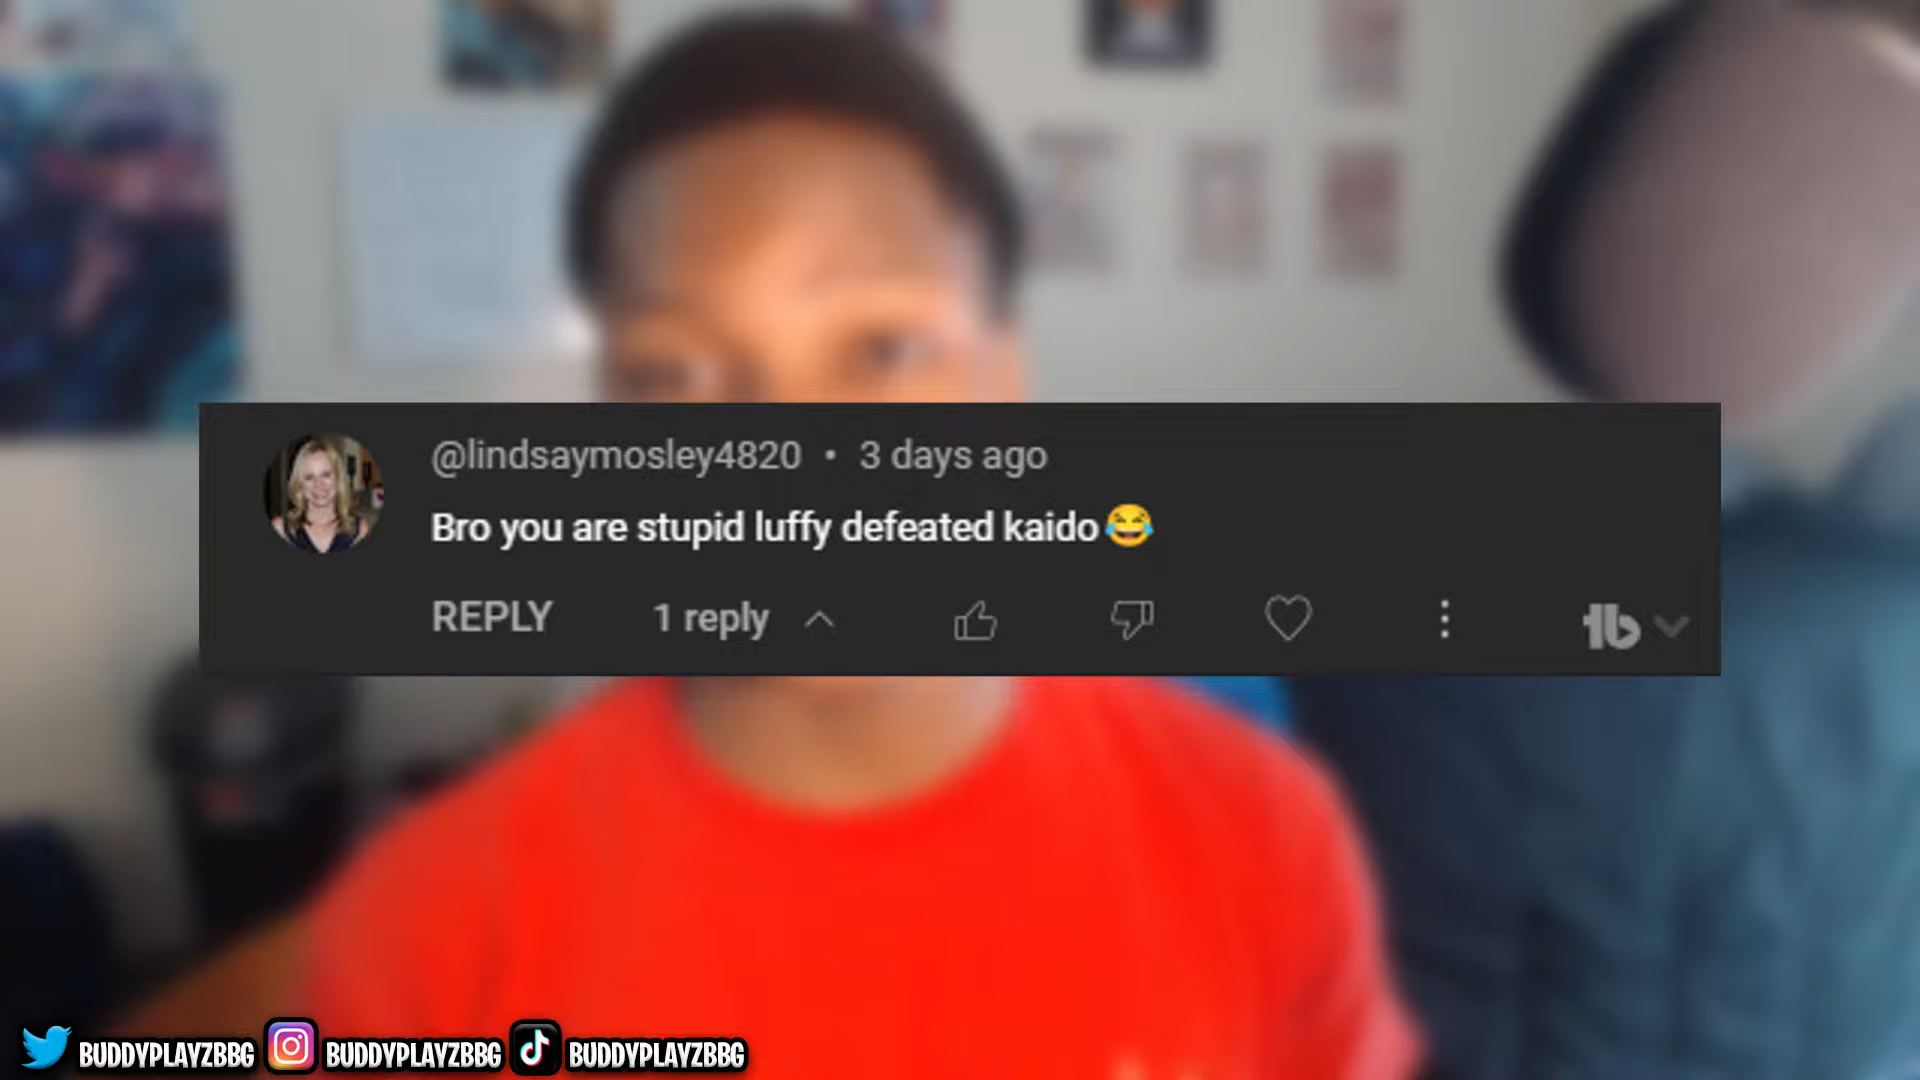 @lindsaymosley4820 • 3 days ago
Bro you are stupid luffy defeated kaido😂
REPLY 1 reply
BUDDYPLAYZBBG BUDDYPLAYZBBG BUDDYPLAYZBBG